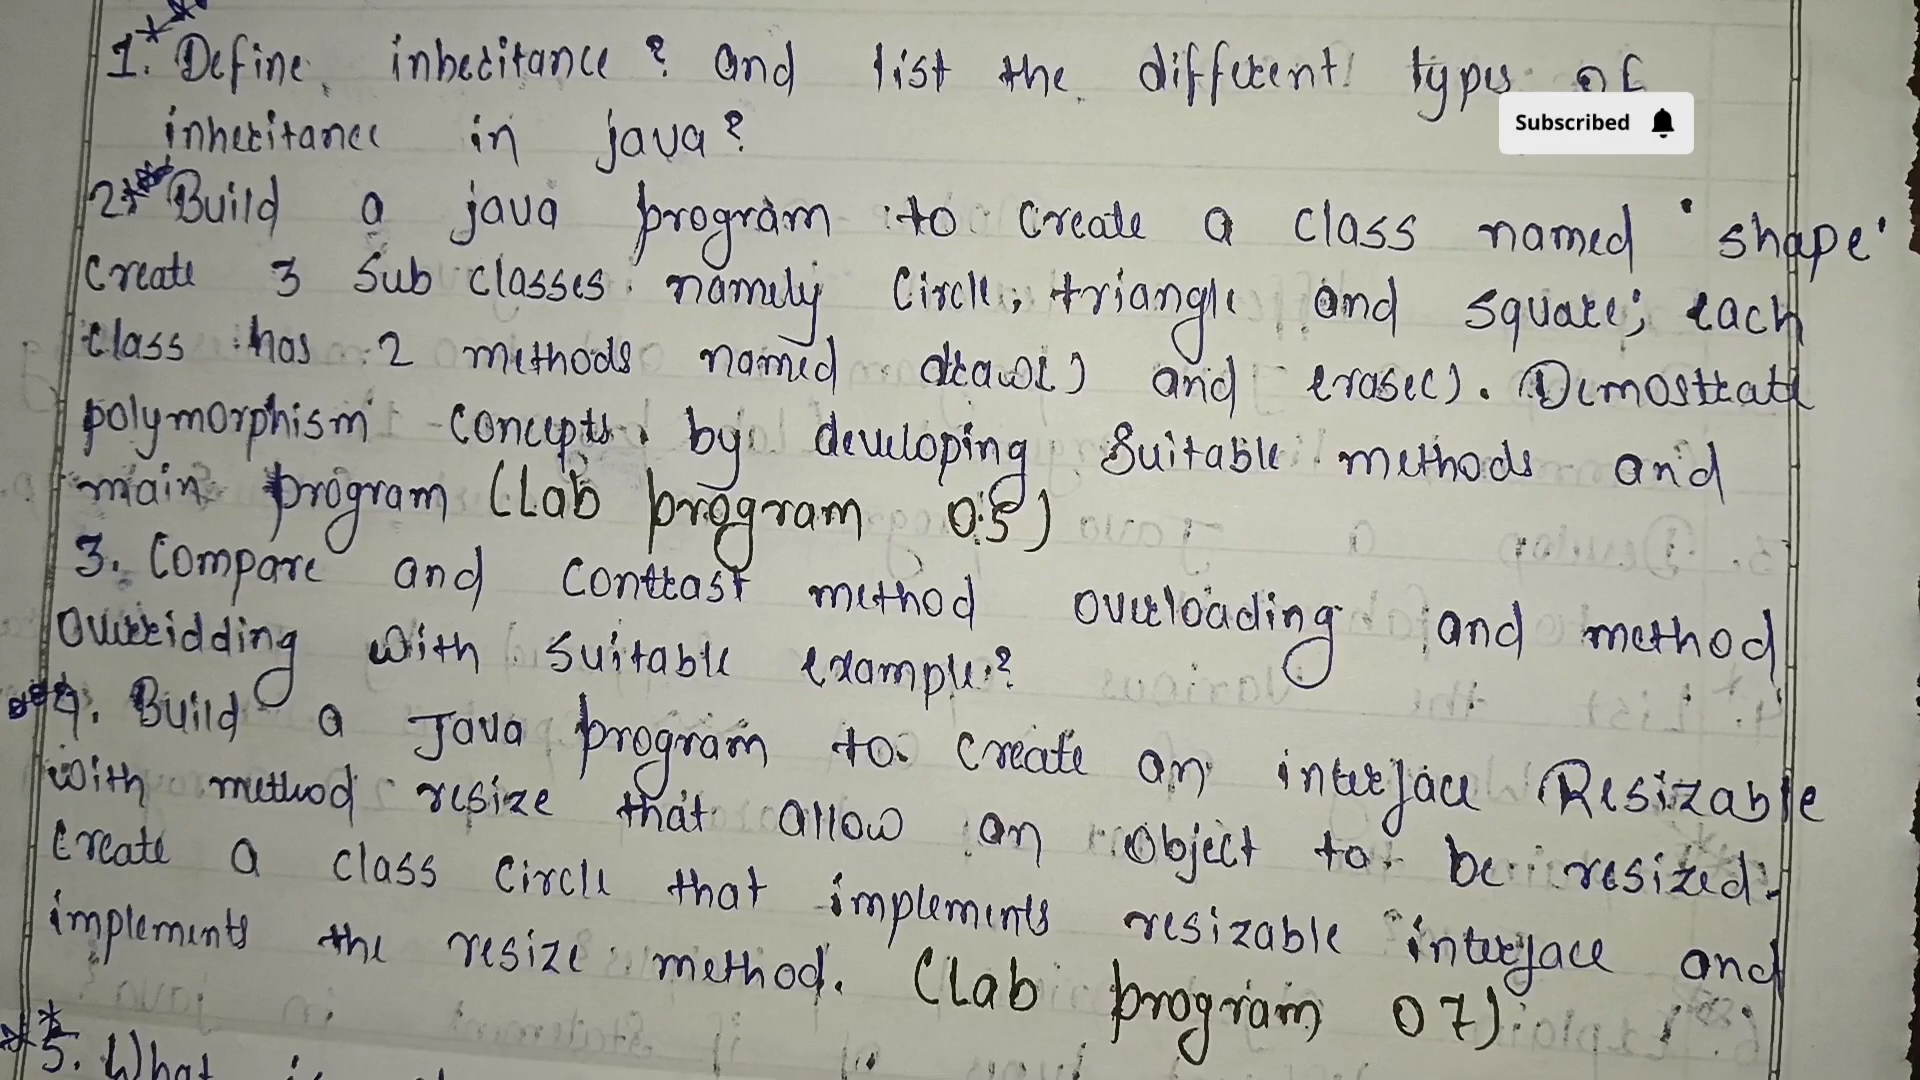 1. Define inheritance ? and list the different types of
inheritance in java?
Subscribed
2. Build a java program to create a class named 'shape'
create 3 sub classes namely circle, triangle and square; each
class has 2 methods named draw() and erase(). Demostrate
polymorphism concepts by developing suitable methods and
main program (Lab program 05)
3. Compare and contrast method overloading and method
overridding with suitable example?
4. Build a Java program to create an interface Resizable
with method resize that allow an object to be resized.
create a class circle that implements resizable interface and
implements the resize method. (Lab program 07)
5. What is